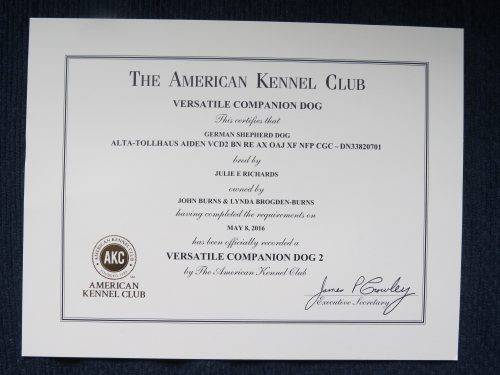 THE AMERICAN KENNEL CLUB
VERSATILE COMPANION DOG
This certifies that
GERMAN SHEPHERD DOG
ALTA-TOLLHAUS AIDEN VCD2 BN RE AX OAJ XF NFP CGC ~ DN33820701
bred by
JULIE E RICHARDS
owned by
JOHN BURNS & LYNDA BROGDEN-BURNS
having completed the requirements on
MAY 8, 2016
has been officially recorded a
VERSATILE COMPANION DOG 2
by The American Kennel Club
AMERICAN KENNEL CLUB
AKC
AMERICAN
KENNEL CLUB
James P Crowley
Executive Secretary